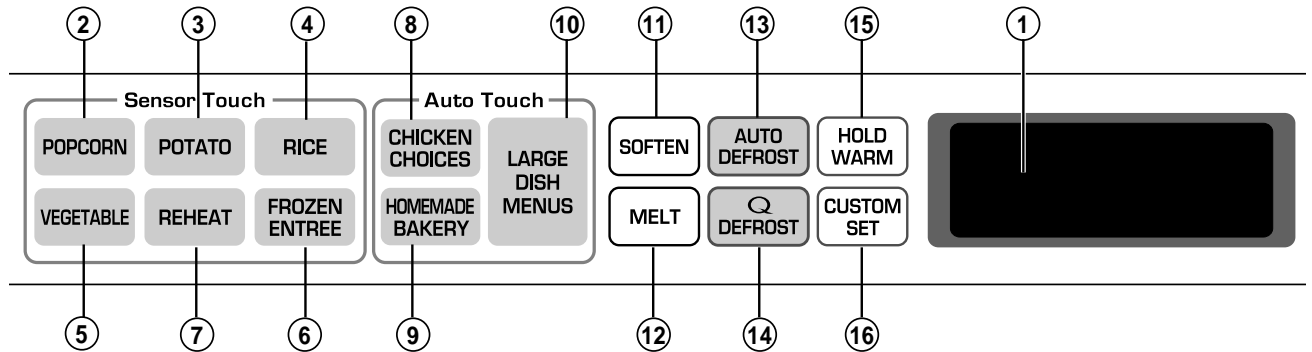 2 3 4 8 10 11 13 15 1
Sensor Touch Auto Touch
POPCORN
POTATO
RICE
VEGETABLE
REHEAT
FROZEN
ENTREE
CHICKEN
CHOICES
HOMEMADE
BAKERY
LARGE
DISH
MENUS
SOFTEN
MELT
AUTO
DEFROST
Q
DEFROST
HOLD
WARM
CUSTOM
SET
5 7 6 9 12 14 16